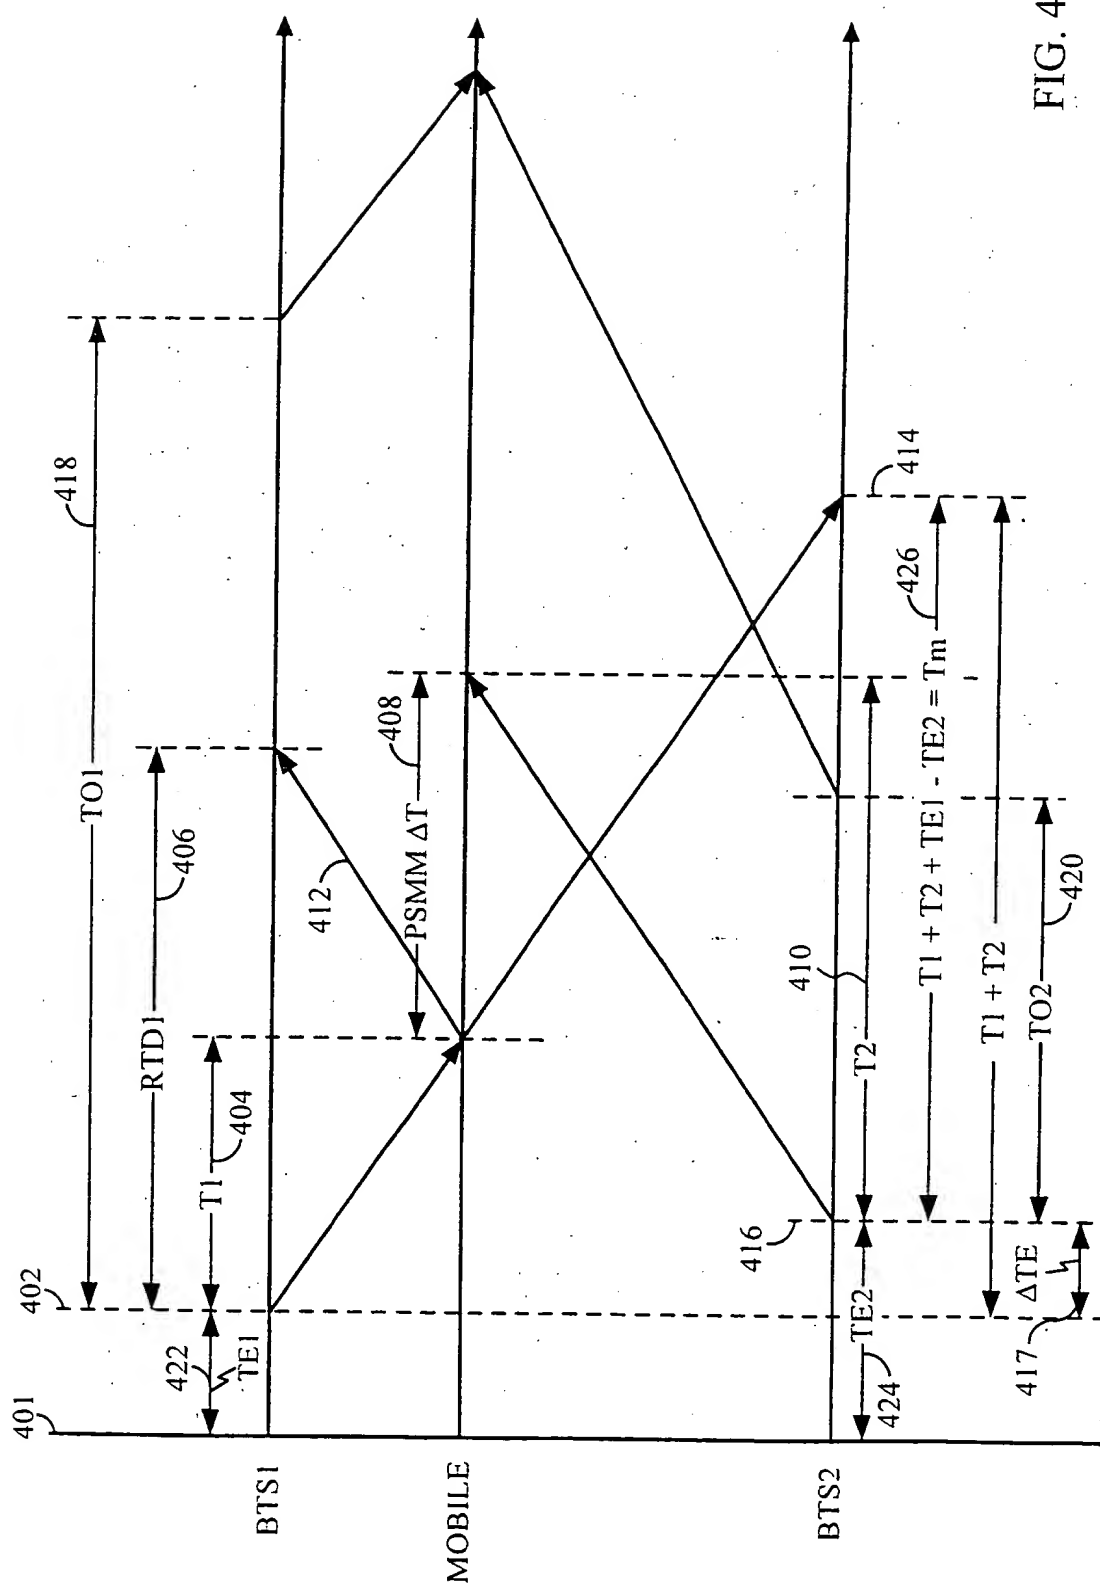 418
TO1
RTD1
406
T1
404
402
422
TE1
401
BTS1
412
PSMM ΔT
408
MOBILE
414
426
T1 + T2 + TE1 - TE2 = Tm
T1 + T2
410
T2
TO2
420
416
TE2
424
ΔTE
417
BTS2
FIG. 4